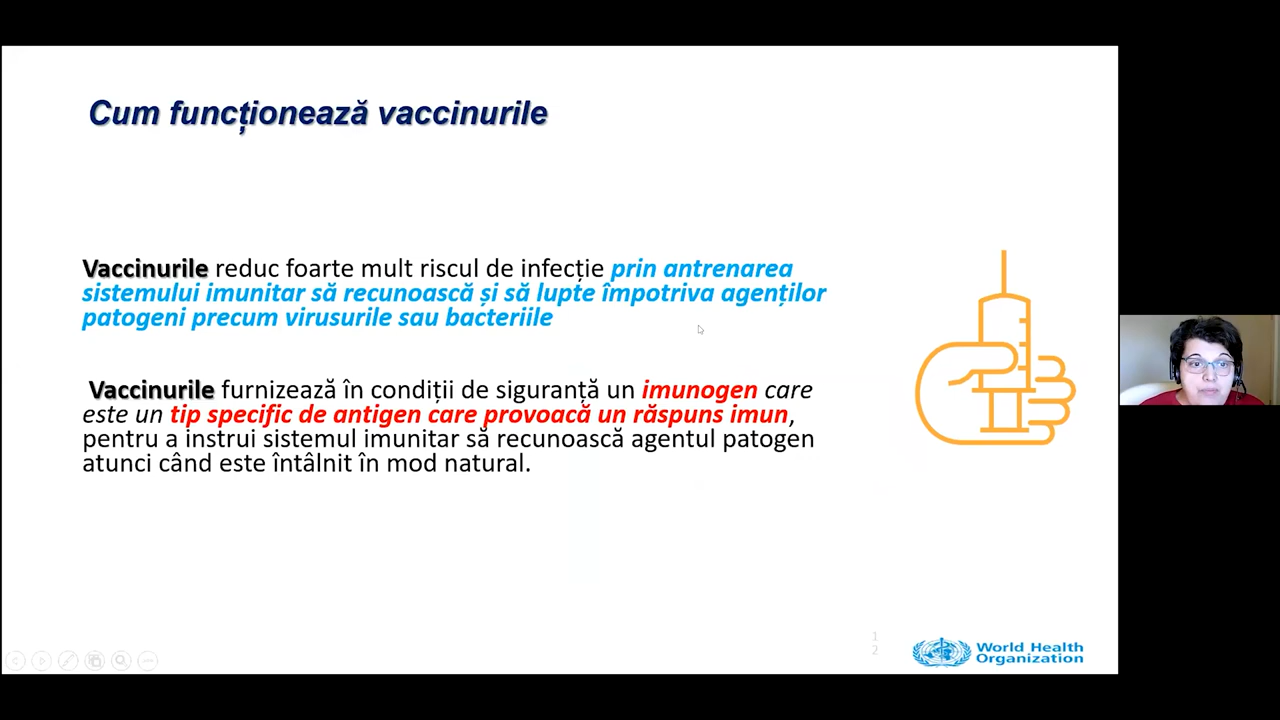 Cum funcționează vaccinurile
Vaccinurile reduc foarte mult riscul de infecție prin antrenarea
sistemului imunitar să recunoască și să lupte împotriva agenților
patogeni precum virusurile sau bacteriile
Vaccinurile furnizează în condiții de siguranță un imunogen care
este un tip specific de antigen care provoacă un răspuns imun,
pentru a instrui sistemul imunitar să recunoască agentul patogen
atunci când este întâlnit în mod natural.
1
2
World Health
Organization